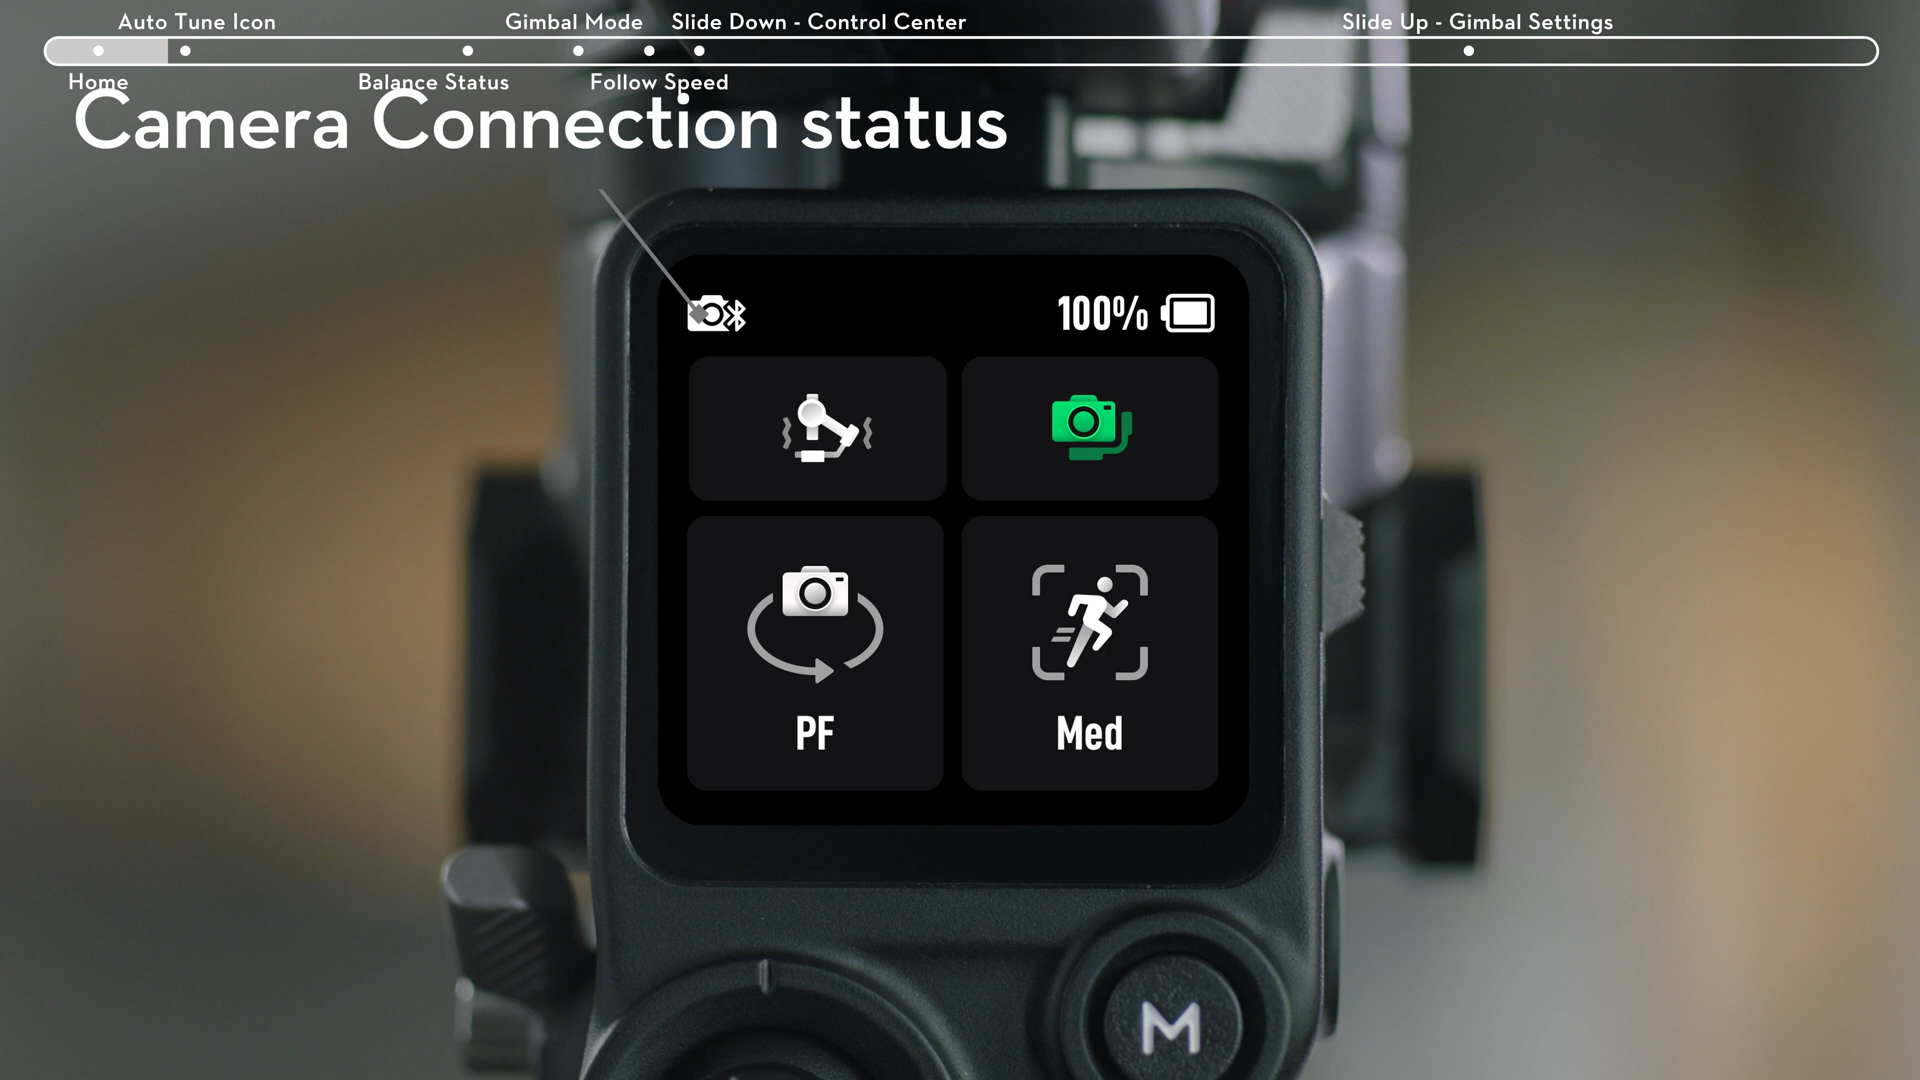 Auto Tune Icon
Gimbal Mode
Slide Down - Control Center
Slide Up - Gimbal Settings
Home
Balance Status
Follow Speed
Camera Connection status
100%
PF
Med
M